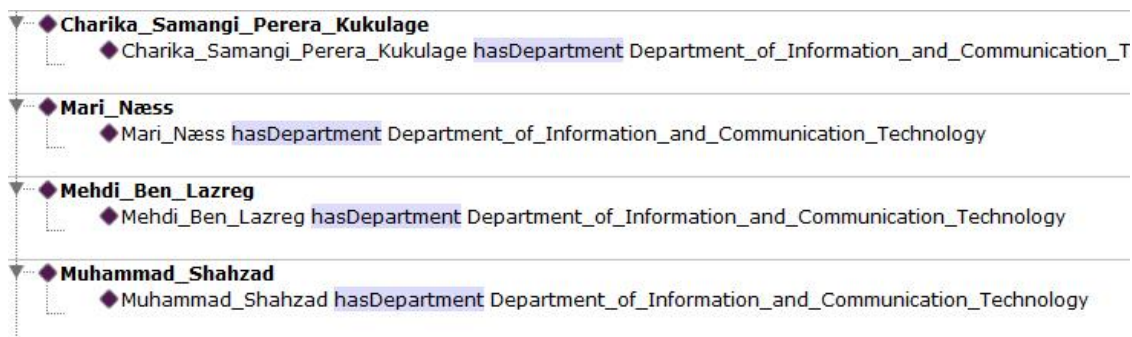 Charika_Samangi_Perera_Kukulage
Charika_Samangi_Perera_Kukulage hasDepartment Department_of_Information_and_Communication_T
Mari_Næss
Mari_Næss hasDepartment Department_of_Information_and_Communication_Technology
Mehdi_Ben_Lazreg
Mehdi_Ben_Lazreg hasDepartment Department_of_Information_and_Communication_Technology
Muhammad_Shahzad
Muhammad_Shahzad hasDepartment Department_of_Information_and_Communication_Technology